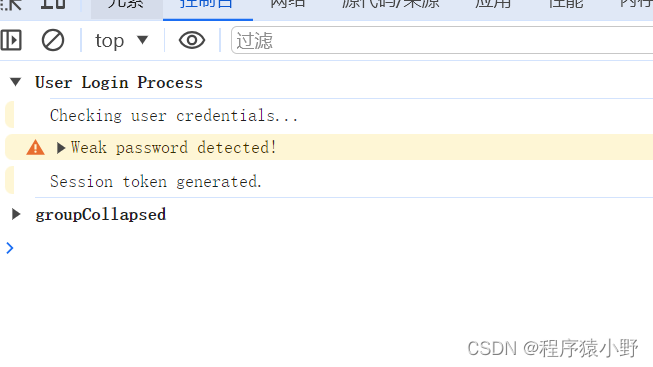 元素 控制台 网络 源代码/来源 应用 性能 内存
top 过滤
User Login Process
Checking user credentials...
Weak password detected!
Session token generated.
groupCollapsed
CSDN @程序猿小野